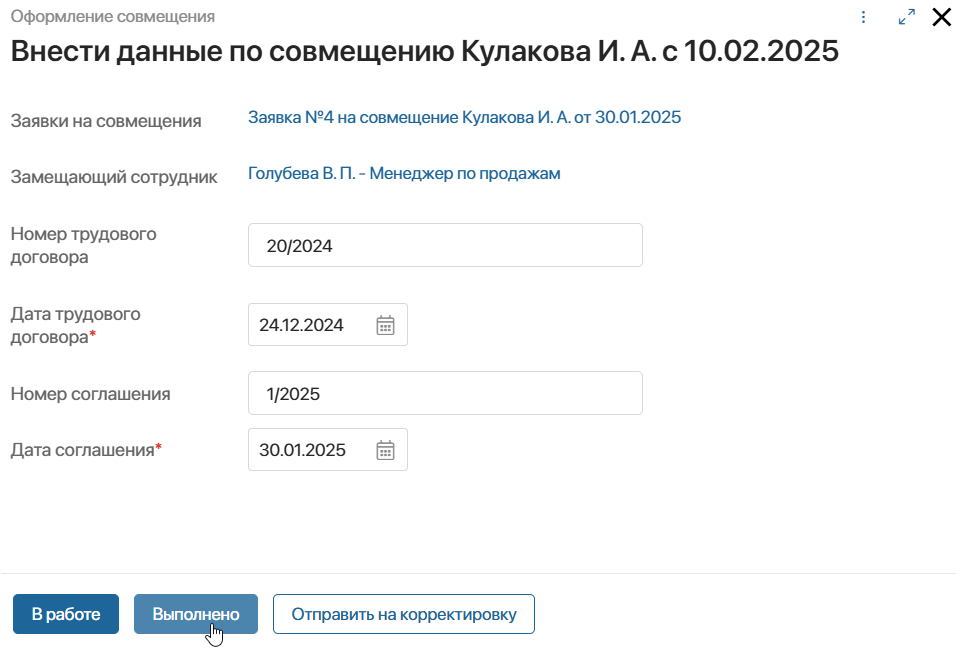 Оформление совмещения
Внести данные по совмещению Кулакова И. А. с 10.02.2025
Заявки на совмещения
Заявка №4 на совмещение Кулакова И. А. от 30.01.2025
Замещающий сотрудник
Голубева В. П. - Менеджер по продажам
Номер трудового
договора
20/2024
Дата трудового
договора*
24.12.2024
Номер соглашения
1/2025
Дата соглашения*
30.01.2025
В работе
Выполнено
Отправить на корректировку